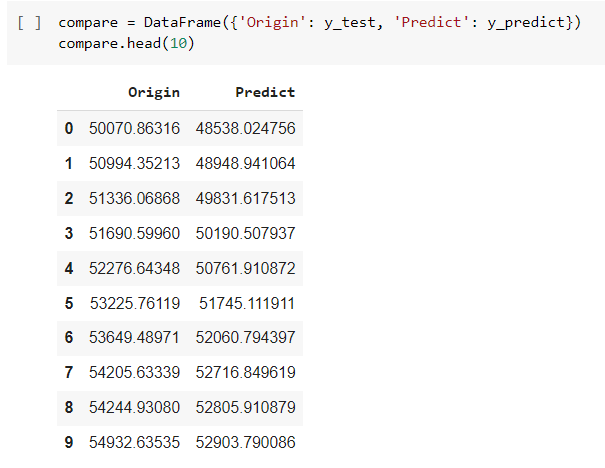 [ ] compare = DataFrame({'Origin': y_test, 'Predict': y_predict})
compare.head(10)
Origin Predict
0 50070.86316 48538.024756
1 50994.35213 48948.941064
2 51336.06868 49831.617513
3 51690.59960 50190.507937
4 52276.64348 50761.910872
5 53225.76119 51745.111911
6 53649.48971 52060.794397
7 54205.63339 52716.849619
8 54244.93080 52805.910879
9 54932.63535 52903.790086